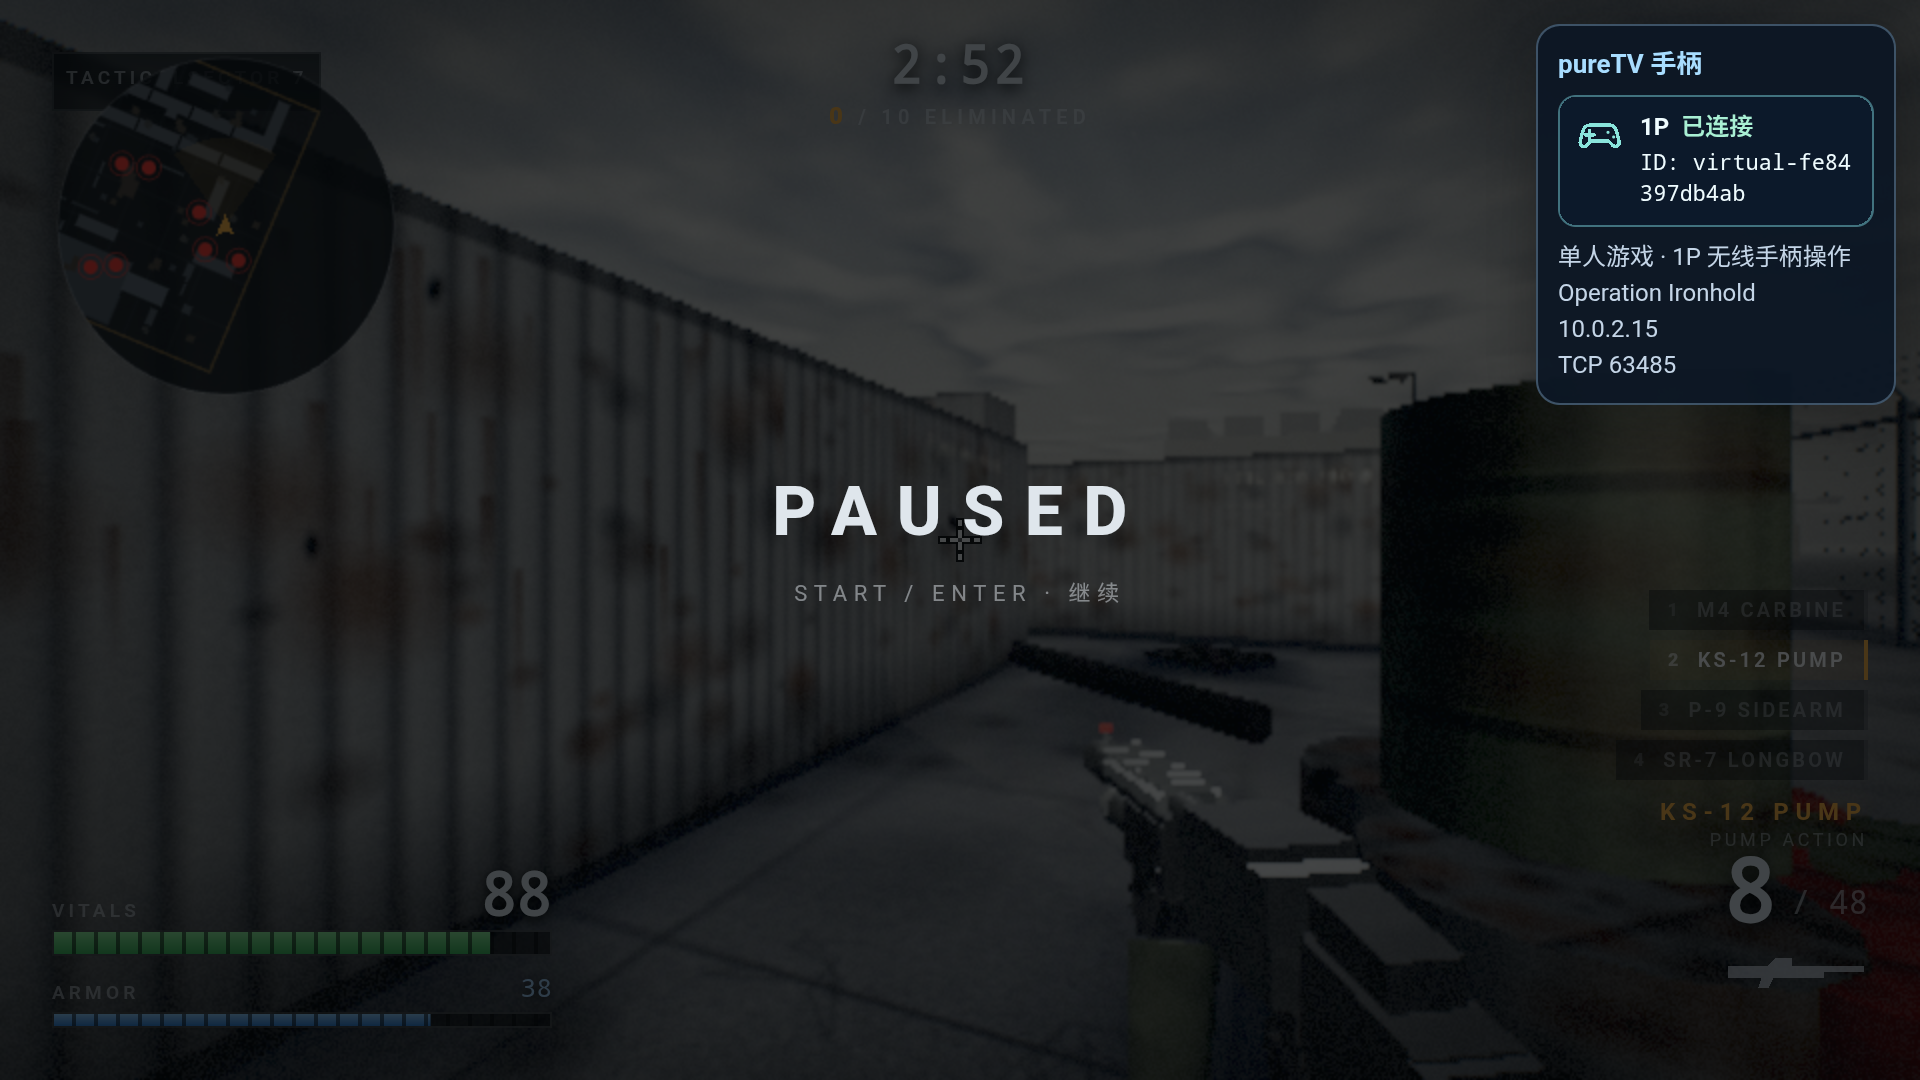 TACTIC
2:52
0 / 10 ELIMINATED
pureTV 手柄
1P 已连接
ID: virtual-fe84
397db4ab
单人游戏 · 1P 无线手柄操作
Operation Ironhold
10.0.2.15
TCP 63485
PAUSED
START / ENTER · 继续
1 M4 CARBINE
2 KS-12 PUMP
3 P-9 SIDEARM
4 SR-7 LONGBOW
KS-12 PUMP
PUMP ACTION
8 / 48
VITALS 88
ARMOR 38